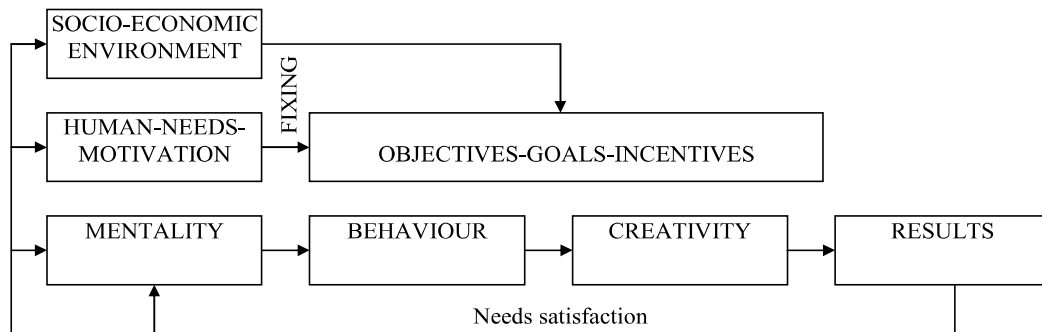 SOCIO-ECONOMIC
ENVIRONMENT
FIXING
HUMAN-NEEDS-
MOTIVATION
OBJECTIVES-GOALS-INCENTIVES
MENTALITY
BEHAVIOUR
CREATIVITY
RESULTS
Needs satisfaction